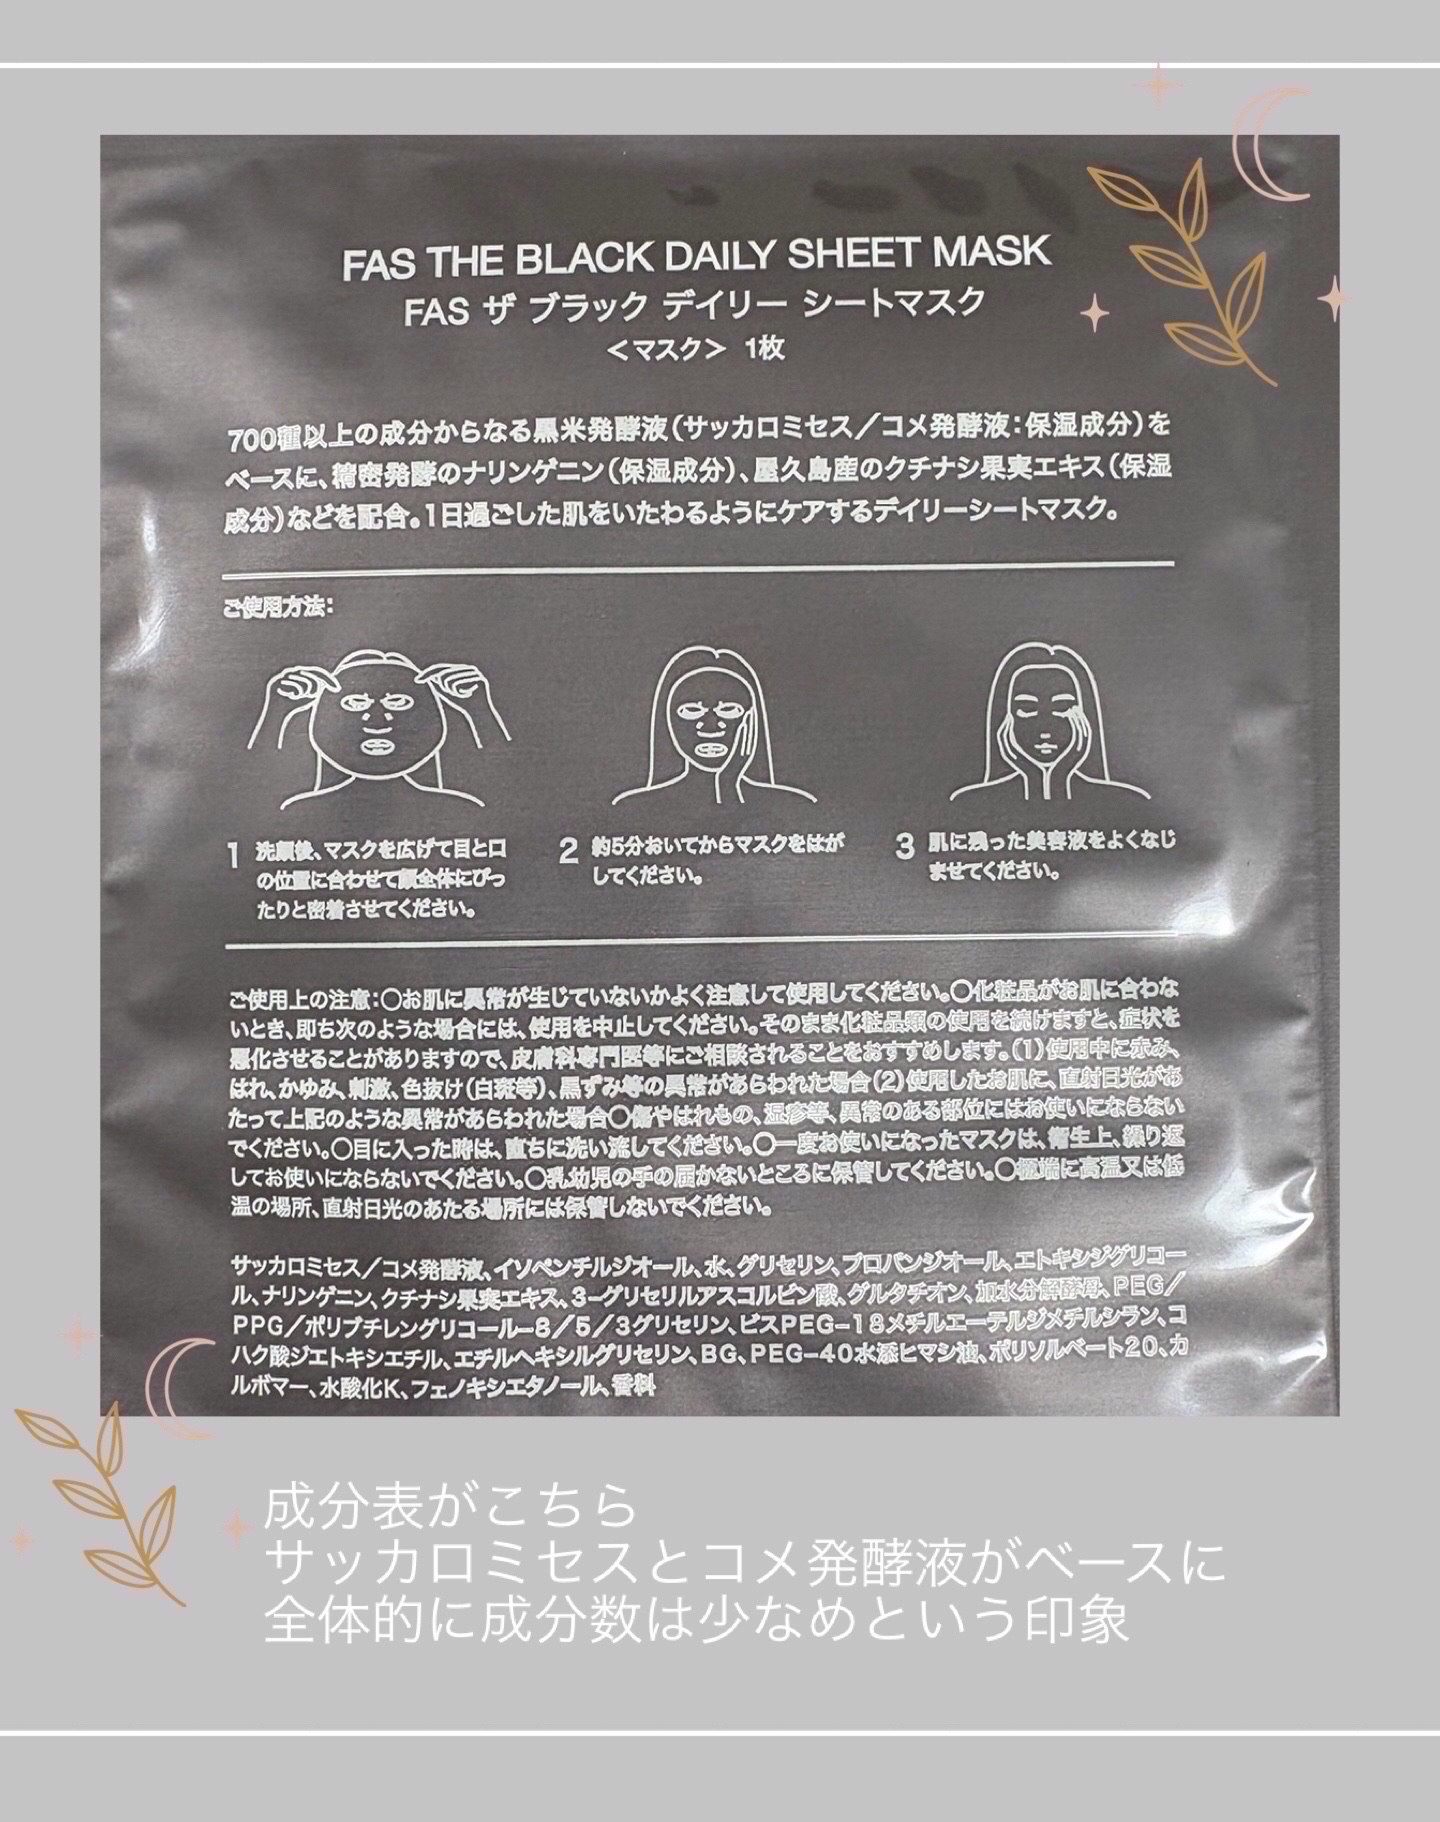 FAS THE BLACK DAILY SHEET MASK
FAS ザ ブラック デイリー シートマスク
＜マスク＞ 1枚
700種以上の成分からなる黒米発酵液（サッカロミセス／コメ発酵液：保湿成分）を
ベースに、精密発酵のナリンゲニン（保湿成分）、屋久島産のクチナシ果実エキス（保湿
成分）などを配合。1日過ごした肌をいたわるようにケアするデイリーシートマスク。
ご使用方法：
1 洗顔後、マスクを広げて目と口
の位置に合わせて顔全体にぴっ
たりと密着させてください。
2 約5分おいてからマスクをはが
してください。
3 肌に残った美容液をよくなじ
ませてください。
ご使用上の注意：〇お肌に異常が生じていないかよく注意して使用してください。〇化粧品がお肌に合わな
いとき、即ち次のような場合には、使用を中止してください。そのまま化粧品類の使用を続けますと、症状を
悪化させることがありますので、皮膚科専門医等にご相談されることをおすすめします。（1）使用中に赤み、
はれ、かゆみ、刺激、色抜け（白斑等）、黒ずみ等の異常があらわれた場合（2）使用したお肌に、直射日光があ
たって上記のような異常があらわれた場合〇傷やはれもの、湿疹等、異常のある部位にはお使いにならない
でください。〇目に入った時は、直ちに洗い流してください。〇一度お使いになったマスクは、衛生上、繰り返
してお使いにならないでください。〇乳幼児の手の届かないところに保管してください。〇極端に高温又は低
温の場所、直射日光のあたる場所には保管しないでください。
サッカロミセス／コメ発酵液、イソペンチルジオール、水、グリセリン、プロパンジオール、エトキシジグリコー
ル、ナリンゲニン、クチナシ果実エキス、3－グリセリルアスコルビン酸、グルタチオン、加水分解酵母、PEG／
PPG／ポリブチレングリコール－8／5／3グリセリン、ビスPEG－18メチルエーテルジメチルシラン、コ
ハク酸ジエトキシエチル、エチルヘキシルグリセリン、BG、PEG－40水添ヒマシ油、ポリソルベート20、カ
ルボマー、水酸化K、フェノキシエタノール、香料
成分表がこちら
サッカロミセスとコメ発酵液がベースに
全体的に成分数は少なめという印象